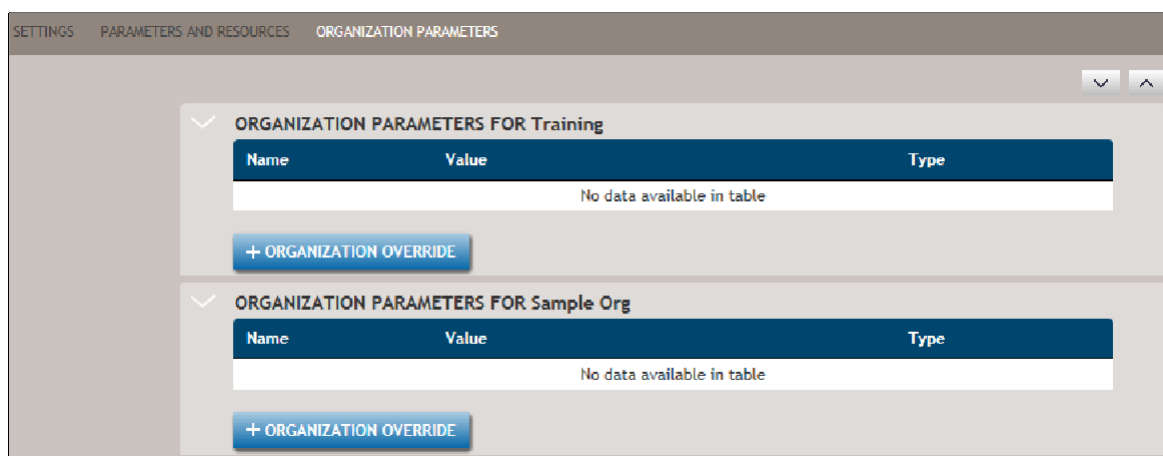 SETTINGS PARAMETERS AND RESOURCES ORGANIZATION PARAMETERS
ORGANIZATION PARAMETERS FOR Training
Name Value Type
No data available in table
+ ORGANIZATION OVERRIDE
ORGANIZATION PARAMETERS FOR Sample Org
Name Value Type
No data available in table
+ ORGANIZATION OVERRIDE